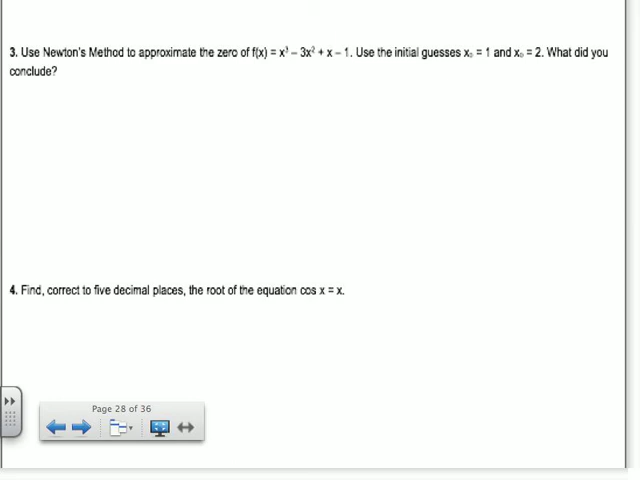 3. Use Newton's Method to approximate the zero of f(x) = x³ – 3x² + x – 1. Use the initial guesses x₀ = 1 and x₀ = 2. What did you
conclude?
4. Find, correct to five decimal places, the root of the equation cos x = x.
Page 28 of 36